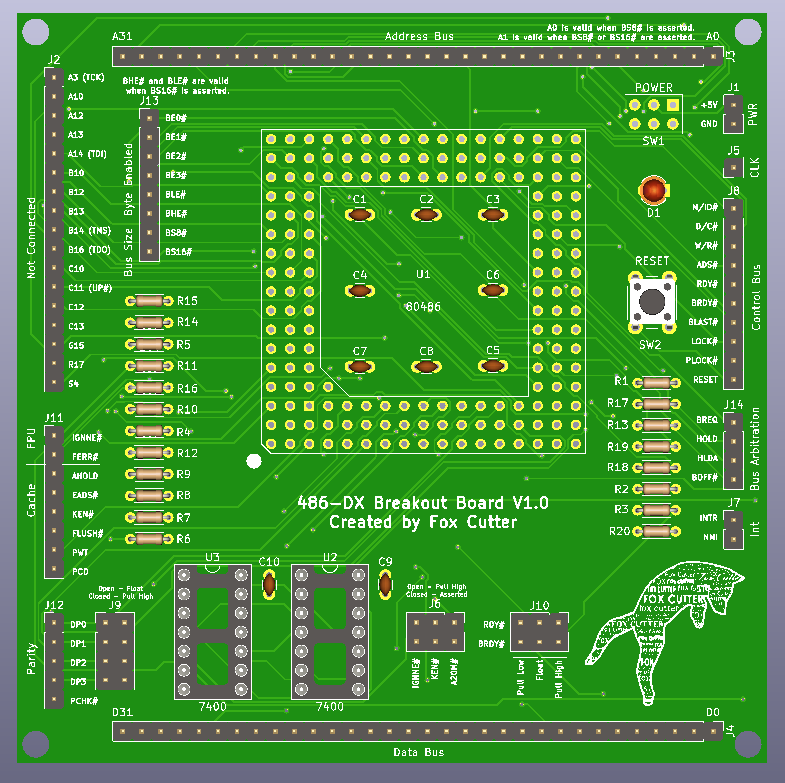 A0 is valid when BS8# is asserted.
A31
Address Bus
A1 is valid when BS8# or BS16# are asserted.
A0
J3
J2
A3 (TCK)
A10
A12
A13
A14 (TDI)
B10
B12
B13
B14 (TMS)
B16 (TDO)
C10
C11 (UP#)
C12
C13
G15
R17
S4
Not Connected
BHE# and BLE# are valid
when BS16# is asserted.
J13
BE0#
BE1#
BE2#
BE3#
BLE#
BHE#
BS8#
BS16#
Byte Enabled
Bus Size
POWER
SW1
J1
+5V
GND
PWR
J5
CLK
D1
J8
M/IO#
D/C#
W/R#
ADS#
RDY#
BRDY#
BLAST#
LOCK#
PLOCK#
RESET
Control Bus
RESET
SW2
C1
C2
C3
C4
U1
C6
80486
C7
C8
C5
R15
R14
R5
R11
R16
R10
R4
R12
R9
R8
R7
R6
R1
R17
R13
R19
R18
R2
R3
R20
J14
BREQ
HOLD
HLDA
BOFF#
Bus Arbitration
J7
INTR
NMI
Int
J11
FPU
IGNNE#
FERR#
Cache
AHOLD
EADS#
KEN#
FLUSH#
PWT
PCD
486-DX Breakout Board V1.0
Created by Fox Cutter
U3
C10
U2
C9
7400
7400
Open - Float
Closed - Pull High
J12
J9
DP0
DP1
DP2
DP3
PCHK#
Parity
Open - Pull High
Closed - Asserted
J6
IGNNE#
KEN#
A20M#
J10
RDY#
BRDY#
Pull Low
Float
Pull High
FOX CUTTER
D31
Data Bus
D0
J4